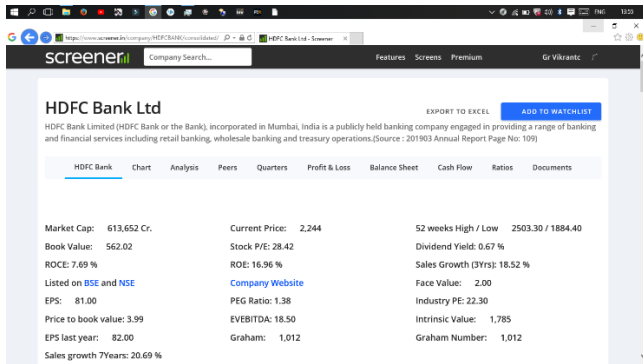 ENG 19:55
https://www.screener.in/company/HDFCBANK/consolidated/ HDFC Bank Ltd - Screener
screener Company Search... Features Screens Premium Gr Vikrantc
HDFC Bank Ltd EXPORT TO EXCEL ADD TO WATCHLIST
HDFC Bank Limited (HDFC Bank or the Bank), incorporated in Mumbai, India is a publicly held banking company engaged in providing a range of banking
and financial services including retail banking, wholesale banking and treasury operations.(Source : 201903 Annual Report Page No: 109)
HDFC Bank Chart Analysis Peers Quarters Profit & Loss Balance Sheet Cash Flow Ratios Documents
Market Cap: 613,652 Cr. Current Price: 2,244 52 weeks High / Low 2503.30 / 1884.40
Book Value: 562.02 Stock P/E: 28.42 Dividend Yield: 0.67 %
ROCE: 7.69 % ROE: 16.96 % Sales Growth (3Yrs): 18.52 %
Listed on BSE and NSE Company Website Face Value: 2.00
EPS: 81.00 PEG Ratio: 1.38 Industry PE: 22.30
Price to book value: 3.99 EVEBITDA: 18.50 Intrinsic Value: 1,785
EPS last year: 82.00 Graham: 1,012 Graham Number: 1,012
Sales growth 7Years: 20.69 %